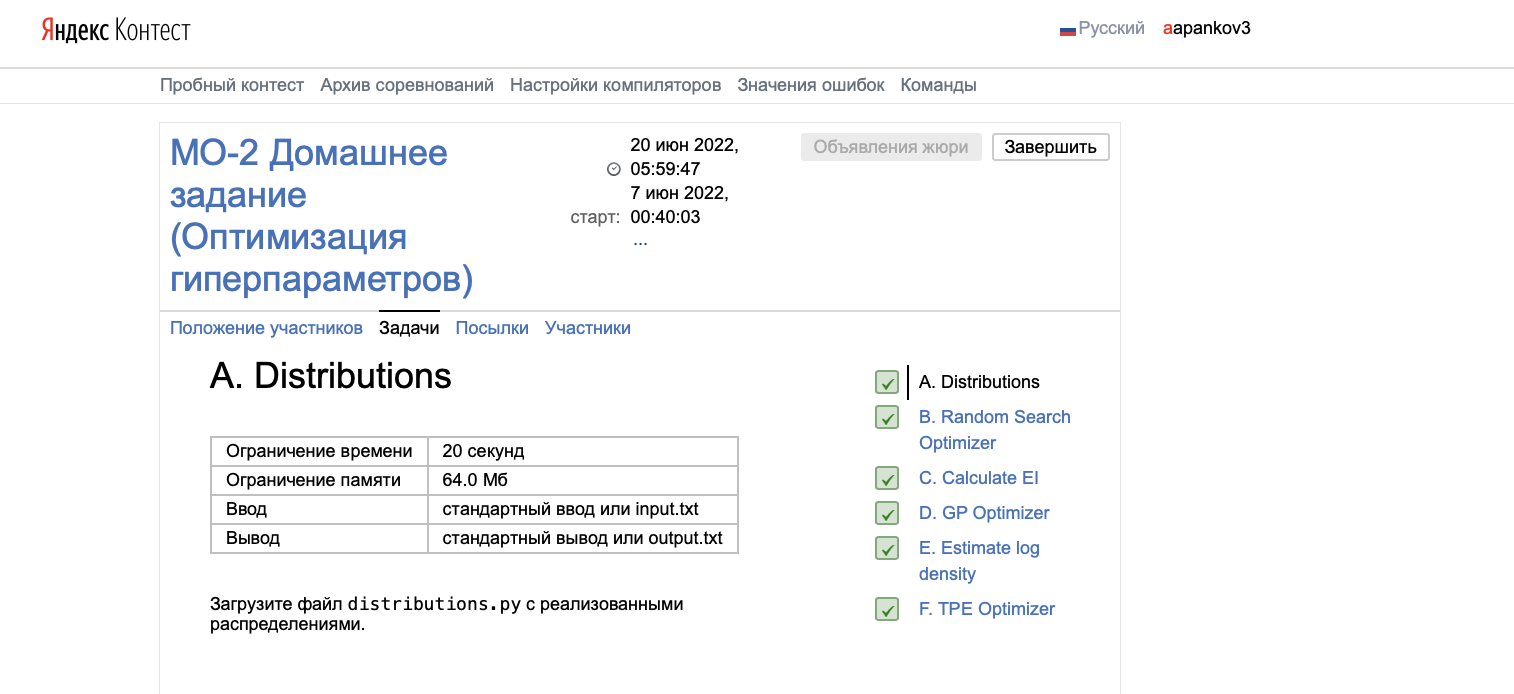 Яндекс Контест
Русский aapankov3
Пробный контест Архив соревнований Настройки компиляторов Значения ошибок Команды
МО-2 Домашнее
задание
(Оптимизация
гиперпараметров)
20 июн 2022,
05:59:47
7 июн 2022,
старт: 00:40:03
...
Объявления жюри Завершить
Положение участников Задачи Посылки Участники
A. Distributions
Ограничение времени 20 секунд
Ограничение памяти 64.0 Мб
Ввод стандартный ввод или input.txt
Вывод стандартный вывод или output.txt
Загрузите файл distributions.py с реализованными
распределениями.
A. Distributions
B. Random Search
Optimizer
C. Calculate EI
D. GP Optimizer
E. Estimate log
density
F. TPE Optimizer